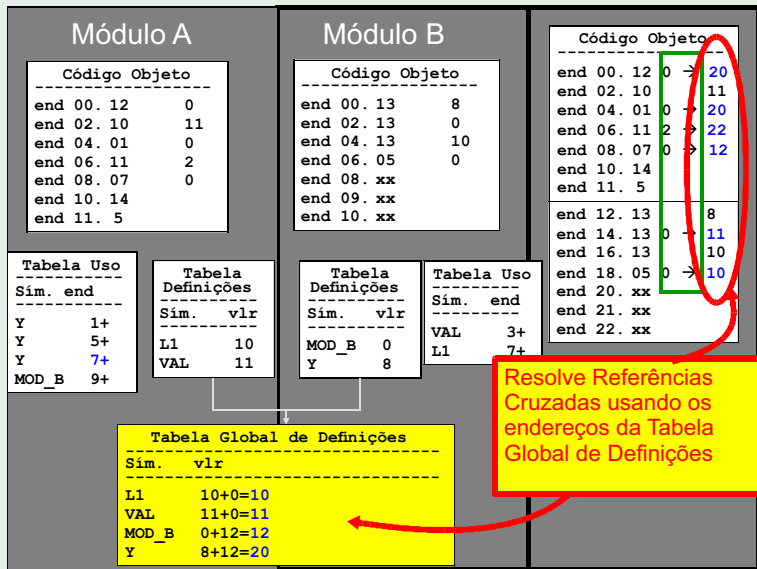 Módulo A
Código Objeto
-------------------
end 00. 12 0
end 02. 10 11
end 04. 01 0
end 06. 11 2
end 08. 07 0
end 10. 14
end 11. 5
Tabela Uso
-----------
Sím. end
-----------
Y 1+
Y 5+
Y 7+
MOD_B 9+
Tabela
Definições
----------
Sím. vlr
----------
L1 10
VAL 11
Módulo B
Código Objeto
-------------------
end 00. 13 8
end 02. 13 0
end 04. 13 10
end 06. 05 0
end 08. xx
end 09. xx
end 10. xx
Tabela
Definições
----------
Sím. vlr
----------
MOD_B 0
Y 8
Tabela Uso
----------
Sím. end
----------
VAL 3+
L1 7+
Código Objeto
-------------------
end 00. 12 0 → 20
end 02. 10 11
end 04. 01 0 → 20
end 06. 11 2 → 22
end 08. 07 0 → 12
end 10. 14
end 11. 5
end 12. 13 8
end 14. 13 0 → 11
end 16. 13 10
end 18. 05 0 → 10
end 20. xx
end 21. xx
end 22. xx
Resolve Referências
Cruzadas usando os
endereços da Tabela
Global de Definições
Tabela Global de Definições
--------------------------------
Sím. vlr
--------------------------------
L1 10+0=10
VAL 11+0=11
MOD_B 0+12=12
Y 8+12=20